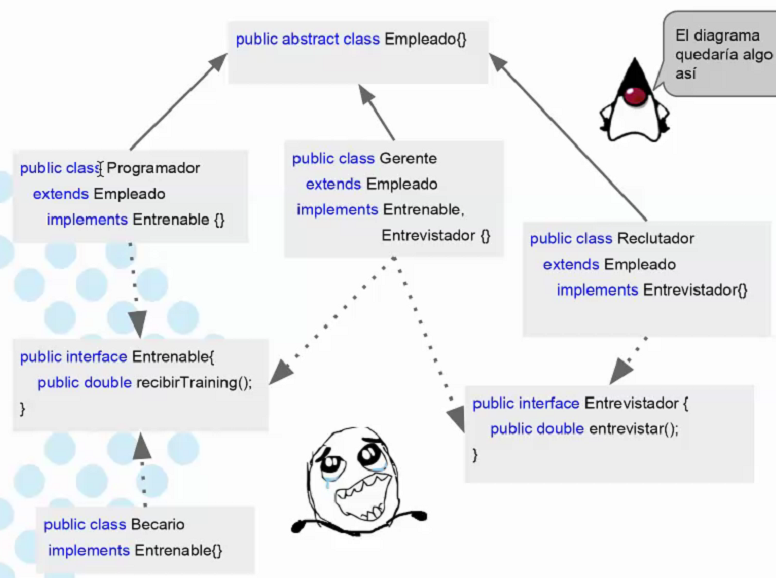 public abstract class Empleado{}
El diagrama
quedaría algo
así
public class Programador
extends Empleado
implements Entrenable {}
public class Gerente
extends Empleado
implements Entrenable,
Entrevistador {}
public class Reclutador
extends Empleado
implements Entrevistador{}
public interface Entrenable{
public double recibirTraining();
}
public interface Entrevistador {
public double entrevistar();
}
public class Becario
implements Entrenable{}